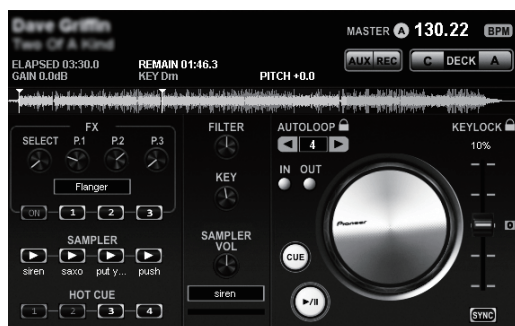 Dave Griffin
Two Of A Kind
MASTER A 130.22 BPM
ELAPSED 03:30.0 REMAIN 01:46.3
GAIN 0.0dB KEY Dm PITCH +0.0
AUX REC C DECK A
FX
SELECT P.1 P.2 P.3
Flanger
ON 1 2 3
SAMPLER
siren saxo put y... push
HOT CUE
1 2 3 4
FILTER
KEY
SAMPLER
VOL
siren
AUTOLOOP
4
IN OUT
Pioneer
CUE
KEYLOCK
10%
SYNC